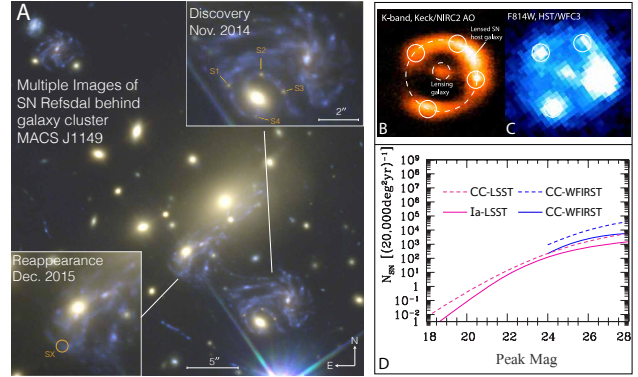 A
Discovery
Nov. 2014
S1
S2
S3
S4
2"
Multiple Images of
SN Refsdal behind
galaxy cluster
MACS J1149
Reappearance
Dec. 2015
SX
5"
N
E
K-band, Keck/NIRC2 AO
Lensed SN
host galaxy
Lensing
galaxy
B
F814W, HST/WFC3
C
N_SN [(20,000deg²yr)⁻¹]
10⁹
10⁸
10⁷
10⁶
10⁵
10⁴
10³
10²
10¹
1
10⁻¹
10⁻²
CC-LSST
CC-WFIRST
Ia-LSST
CC-WFIRST
18
20
22
24
26
28
Peak Mag
D